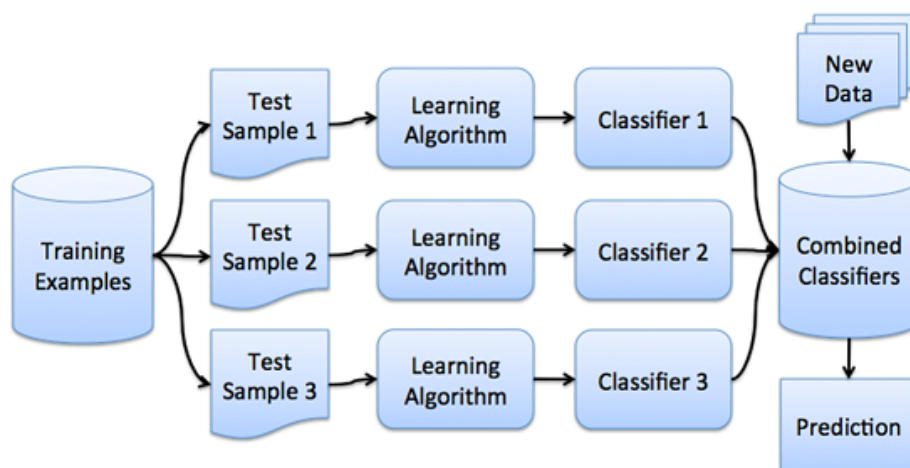 Training
Examples
Test
Sample 1
Learning
Algorithm
Classifier 1
Test
Sample 2
Learning
Algorithm
Classifier 2
Test
Sample 3
Learning
Algorithm
Classifier 3
New
Data
Combined
Classifiers
Prediction